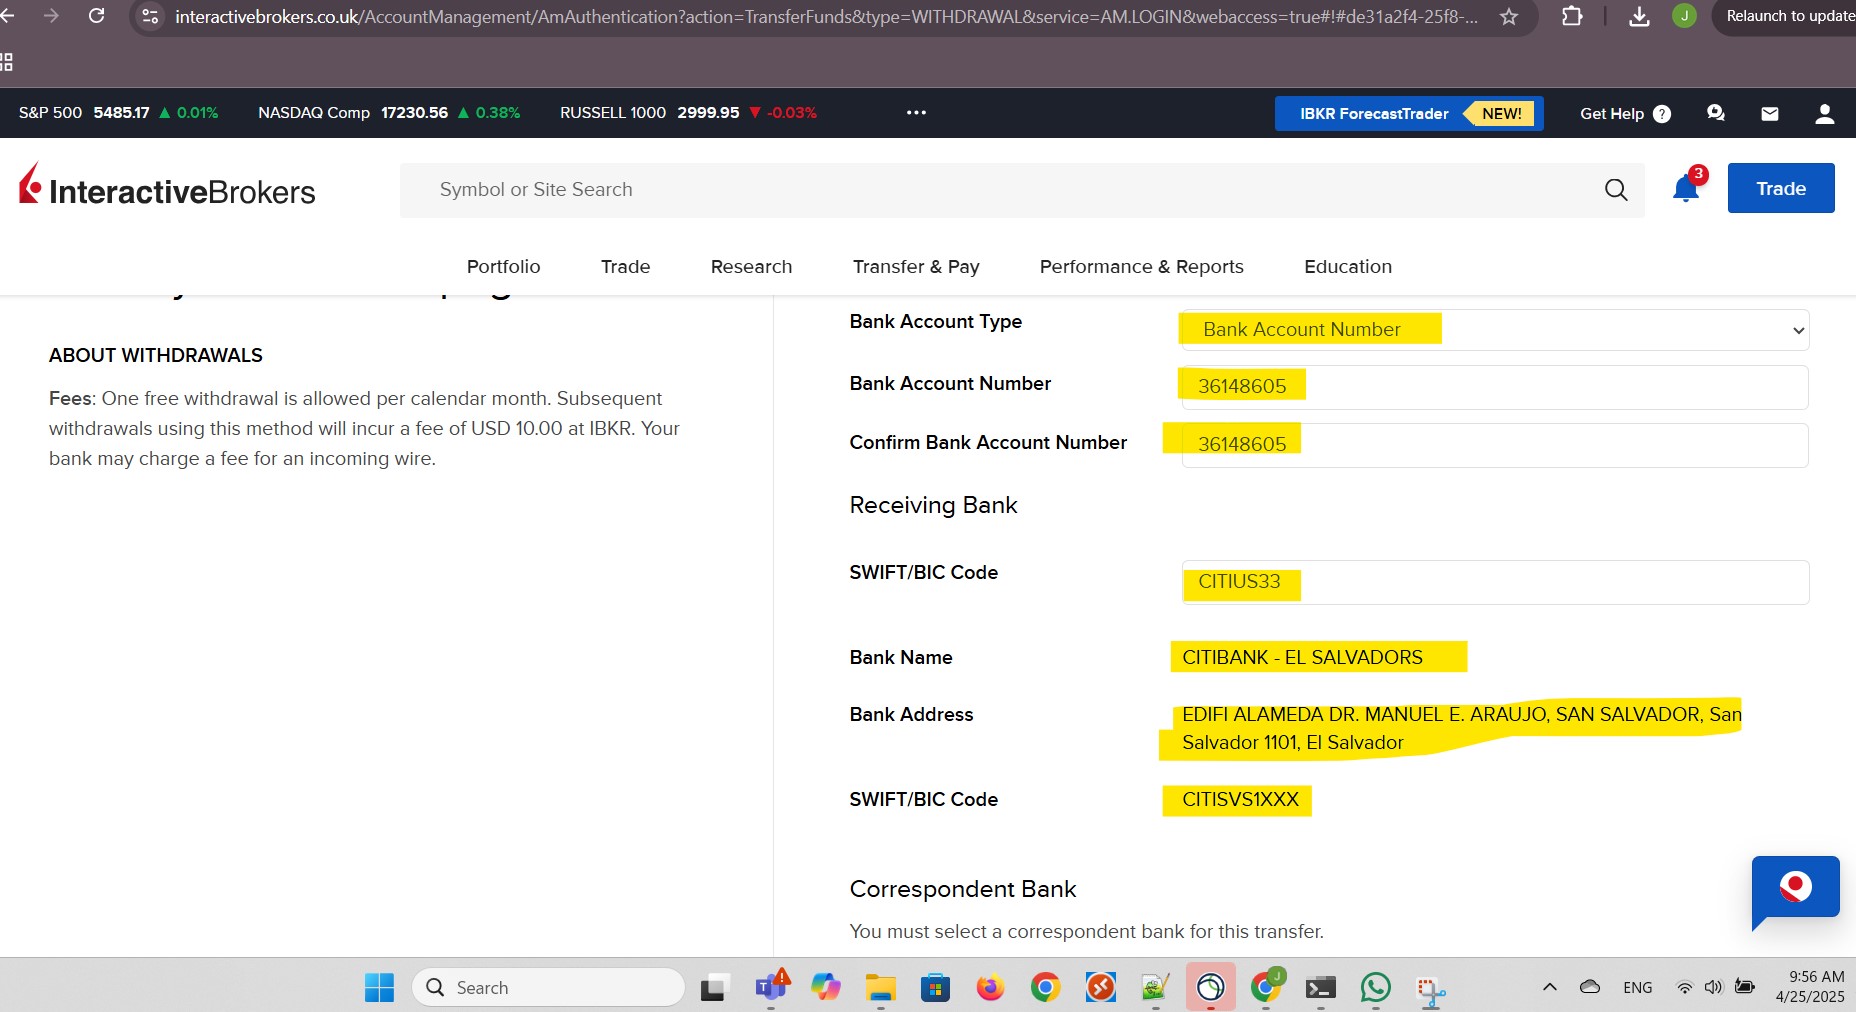 interactivebrokers.co.uk/AccountManagement/AmAuthentication?action=TransferFunds&type=WITHDRAWAL&service=AM.LOGIN&webaccess=true#!#de31a2f4-25f8-...
J
Relaunch to update
S&P 500 5485.17 ▲ 0.01% NASDAQ Comp 17230.56 ▲ 0.38% RUSSELL 1000 2999.95 ▼ -0.03% ...
IBKR ForecastTrader NEW! Get Help ?
InteractiveBrokers
Symbol or Site Search
3
Trade
Portfolio Trade Research Transfer & Pay Performance & Reports Education
ABOUT WITHDRAWALS
Fees: One free withdrawal is allowed per calendar month. Subsequent
withdrawals using this method will incur a fee of USD 10.00 at IBKR. Your
bank may charge a fee for an incoming wire.
Bank Account Type Bank Account Number
Bank Account Number 36148605
Confirm Bank Account Number 36148605
Receiving Bank
SWIFT/BIC Code CITIUS33
Bank Name CITIBANK - EL SALVADORS
Bank Address EDIFI ALAMEDA DR. MANUEL E. ARAUJO, SAN SALVADOR, San
Salvador 1101, El Salvador
SWIFT/BIC Code CITISVS1XXX
Correspondent Bank
You must select a correspondent bank for this transfer.
Search
T
J
ENG
9:56 AM
4/25/2025